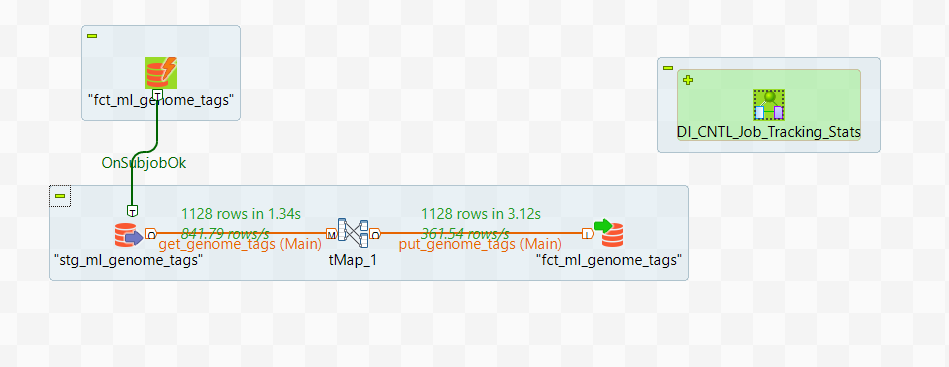 "fct_ml_genome_tags"
DI_CNTL_Job_Tracking_Stats
OnSubjobOk
1128 rows in 1.34s
841.79 rows/s
get_genome_tags (Main)
1128 rows in 3.12s
361.54 rows/s
put_genome_tags (Main)
"stg_ml_genome_tags"
tMap_1
"fct_ml_genome_tags"
T
T
O
M
O
I